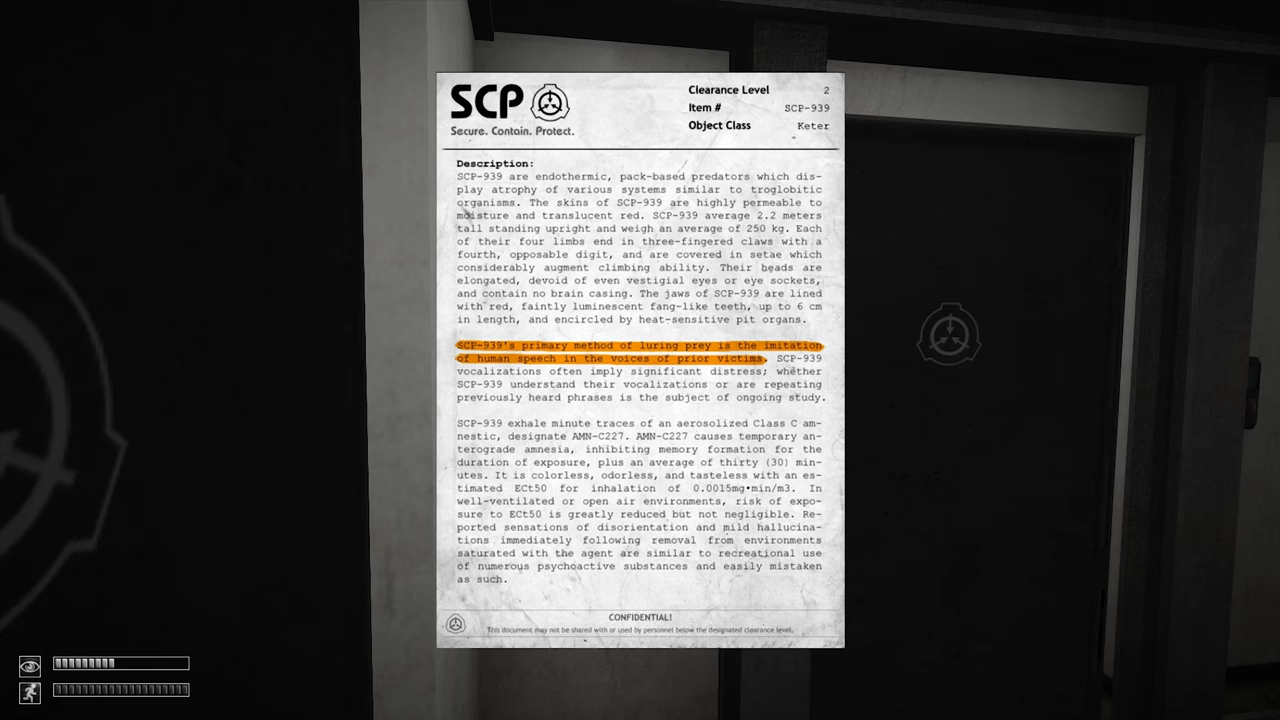 SCP
Secure. Contain. Protect.
Clearance Level 2
Item # SCP-939
Object Class Keter
Description:
SCP-939 are endothermic, pack-based predators which dis-
play atrophy of various systems similar to troglobitic
organisms. The skins of SCP-939 are highly permeable to
moisture and translucent red. SCP-939 average 2.2 meters
tall standing upright and weigh an average of 250 kg. Each
of their four limbs end in three-fingered claws with a
fourth, opposable digit, and are covered in setae which
considerably augment climbing ability. Their heads are
elongated, devoid of even vestigial eyes or eye sockets,
and contain no brain casing. The jaws of SCP-939 are lined
with red, faintly luminescent fang-like teeth, up to 6 cm
in length, and encircled by heat-sensitive pit organs.
SCP-939's primary method of luring prey is the imitation
of human speech in the voices of prior victims. SCP-939
vocalizations often imply significant distress; whether
SCP-939 understand their vocalizations or are repeating
previously heard phrases is the subject of ongoing study.
SCP-939 exhale minute traces of an aerosolized Class C am-
nestic, designate AMN-C227. AMN-C227 causes temporary an-
terograde amnesia, inhibiting memory formation for the
duration of exposure, plus an average of thirty (30) min-
utes. It is colorless, odorless, and tasteless with an es-
timated ECt50 for inhalation of 0.0015mg•min/m3. In
well-ventilated or open air environments, risk of expo-
sure to ECt50 is greatly reduced but not negligible. Re-
ported sensations of disorientation and mild hallucina-
tions immediately following removal from environments
saturated with the agent are similar to recreational use
of numerous psychoactive substances and easily mistaken
as such.
CONFIDENTIAL!
This document may not be shared with or used by personnel below the designated clearance level.